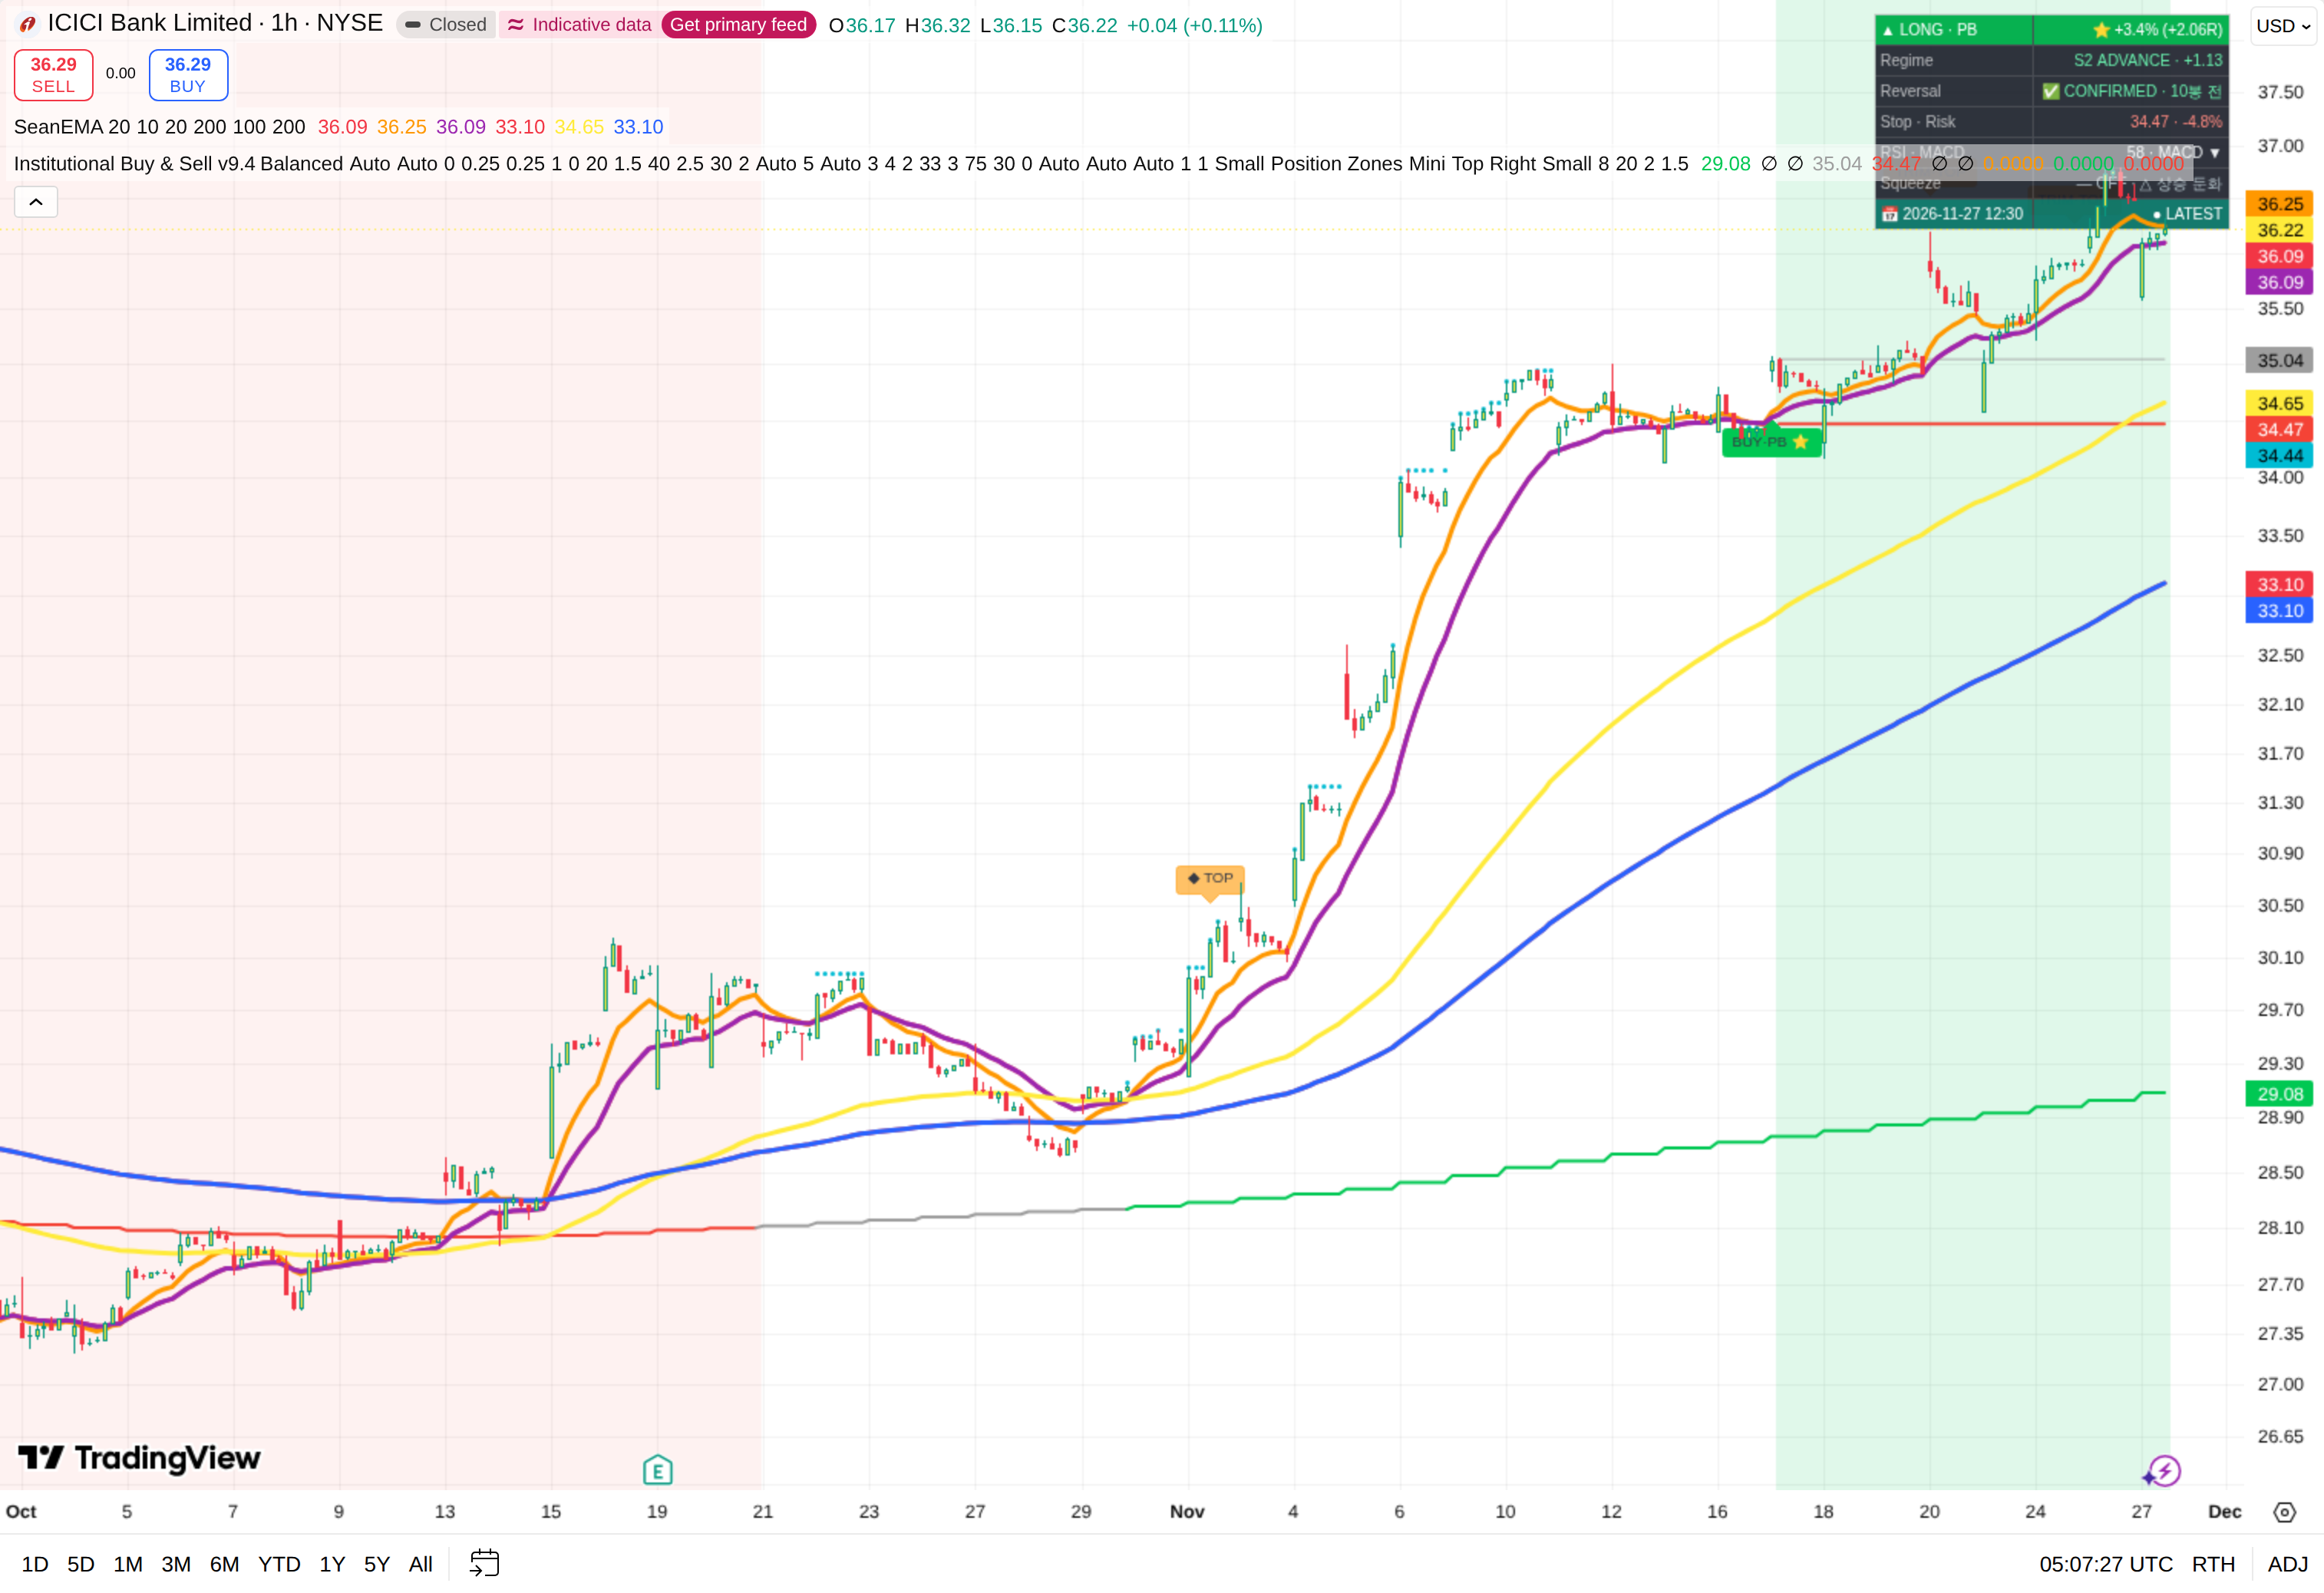 ICICI Bank Limited · 1h · NYSE Closed Indicative data Get primary feed O36.17 H36.32 L36.15 C36.22 +0.04 (+0.11%)
36.29 SELL 0.00 36.29 BUY
SeanEMA 20 10 20 200 100 200 36.09 36.25 36.09 33.10 34.65 33.10
Institutional Buy & Sell v9.4 Balanced Auto Auto 0 0.25 0.25 1 0 20 1.5 40 2.5 30 2 Auto 5 Auto 3 4 2 33 3 75 30 0 Auto Auto Auto 1 1 Small Position Zones Mini Top Right Small 8 20 2 1.5 29.08 ∅ ∅ 35.04 34.47 ∅ ∅ 0.0000 0.0000 0.0000
▲ LONG · PB ⭐ +3.4% (+2.06R)
Regime S2 ADVANCE · +1.13
Reversal ✅ CONFIRMED · 10봉 전
Stop · Risk 34.47 · -4.8%
RSI · MACD 58 · MACD ▼
Squeeze — OFF · △ 상승 둔화
📅 2026-11-27 12:30 ● LATEST
USD
37.50
37.00
36.25
36.22
36.09
36.09
35.50
35.04
34.65
34.47
34.44
34.00
33.50
33.10
33.10
32.50
32.10
31.70
31.30
30.90
30.50
30.10
29.70
29.30
29.08
28.90
28.50
28.10
27.70
27.35
27.00
26.65
BUY·PB ⭐
◆ TOP
TradingView
E
Oct 5 7 9 13 15 19 21 23 27 29 Nov 4 6 10 12 16 18 20 24 27 Dec
1D 5D 1M 3M 6M YTD 1Y 5Y All 05:07:27 UTC RTH ADJ